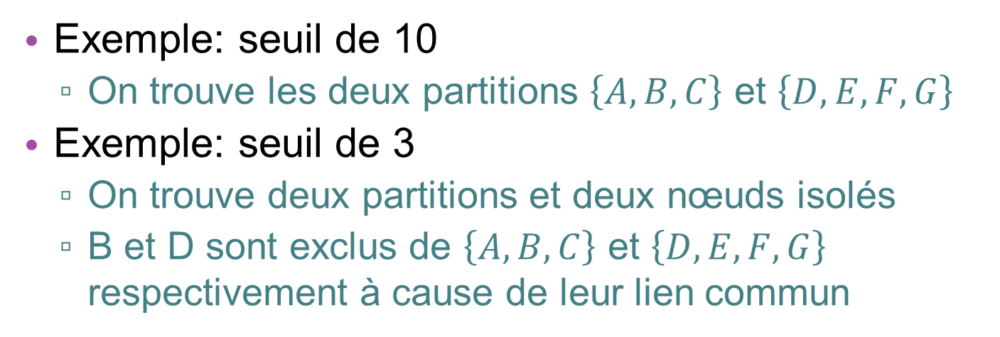 • Exemple: seuil de 10
▫ On trouve les deux partitions {A, B, C} et {D, E, F, G}
• Exemple: seuil de 3
▫ On trouve deux partitions et deux nœuds isolés
▫ B et D sont exclus de {A, B, C} et {D, E, F, G}
respectivement à cause de leur lien commun